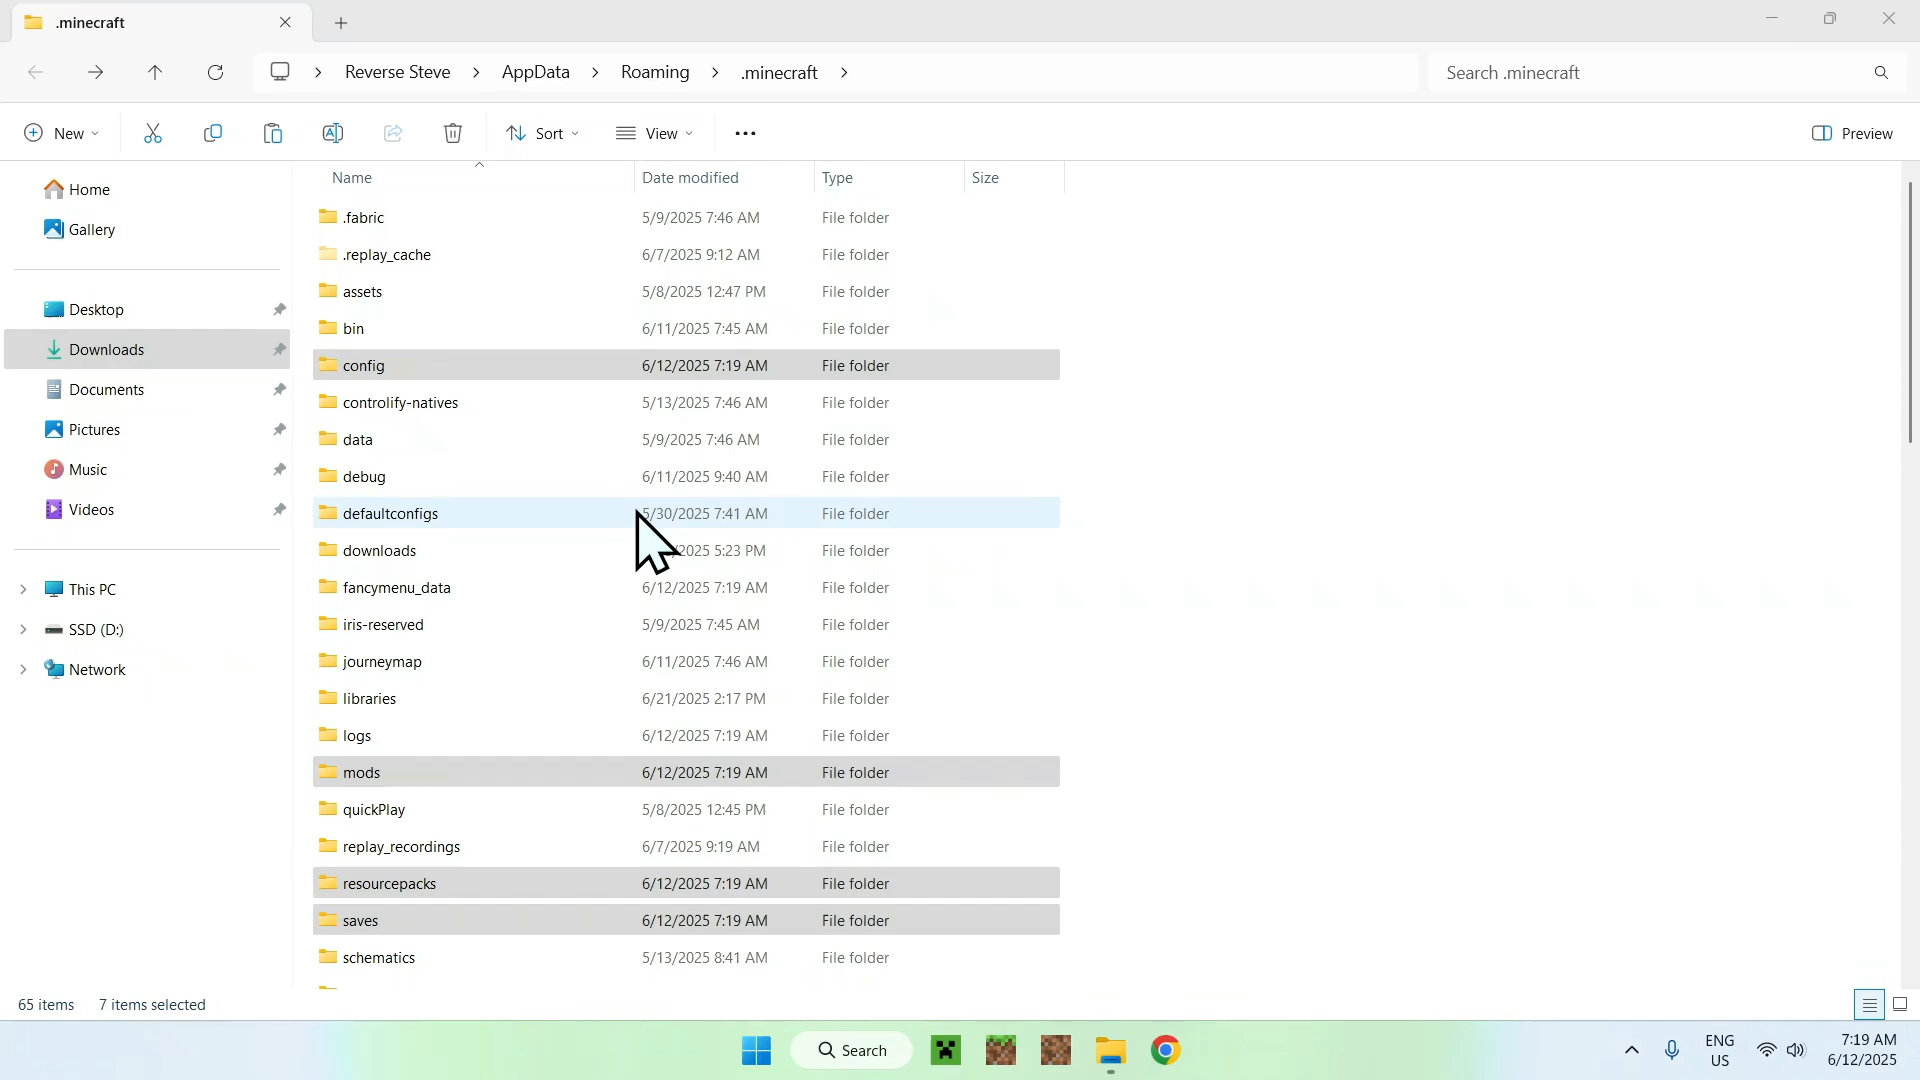 .minecraft
Reverse Steve > AppData > Roaming > .minecraft >
Search .minecraft
New
Sort
View
Preview
Home
Gallery
Desktop
Downloads
Documents
Pictures
Music
Videos
This PC
SSD (D:)
Network
Name Date modified Type Size
.fabric 5/9/2025 7:46 AM File folder
.replay_cache 6/7/2025 9:12 AM File folder
assets 5/8/2025 12:47 PM File folder
bin 6/11/2025 7:45 AM File folder
config 6/12/2025 7:19 AM File folder
controlify-natives 5/13/2025 7:46 AM File folder
data 5/9/2025 7:46 AM File folder
debug 6/11/2025 9:40 AM File folder
defaultconfigs 5/30/2025 7:41 AM File folder
downloads /2025 5:23 PM File folder
fancymenu_data 6/12/2025 7:19 AM File folder
iris-reserved 5/9/2025 7:45 AM File folder
journeymap 6/11/2025 7:46 AM File folder
libraries 6/21/2025 2:17 PM File folder
logs 6/12/2025 7:19 AM File folder
mods 6/12/2025 7:19 AM File folder
quickPlay 5/8/2025 12:45 PM File folder
replay_recordings 6/7/2025 9:19 AM File folder
resourcepacks 6/12/2025 7:19 AM File folder
saves 6/12/2025 7:19 AM File folder
schematics 5/13/2025 8:41 AM File folder
65 items 7 items selected
Search
ENG
US
7:19 AM
6/12/2025